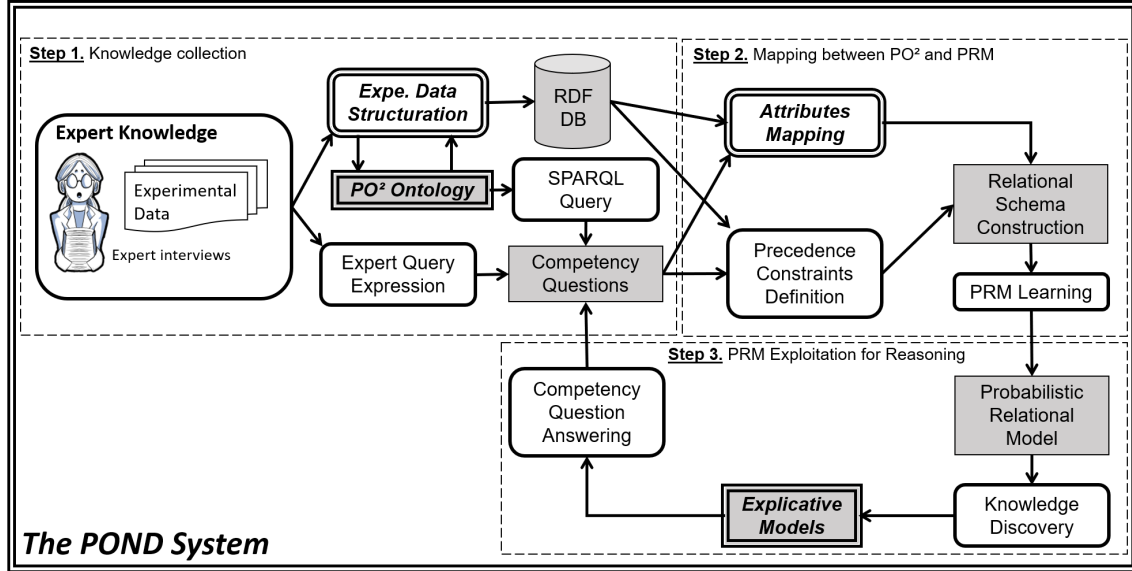 Step 1. Knowledge collection
Expert Knowledge
Experimental
Data
Expert interviews
Expe. Data
Structuration
RDF
DB
PO² Ontology
SPARQL
Query
Expert Query
Expression
Competency
Questions
Step 2. Mapping between PO² and PRM
Attributes
Mapping
Relational
Schema
Construction
Precedence
Constraints
Definition
PRM Learning
Step 3. PRM Exploitation for Reasoning
Probabilistic
Relational
Model
Knowledge
Discovery
Explicative
Models
Competency
Question
Answering
The POND System